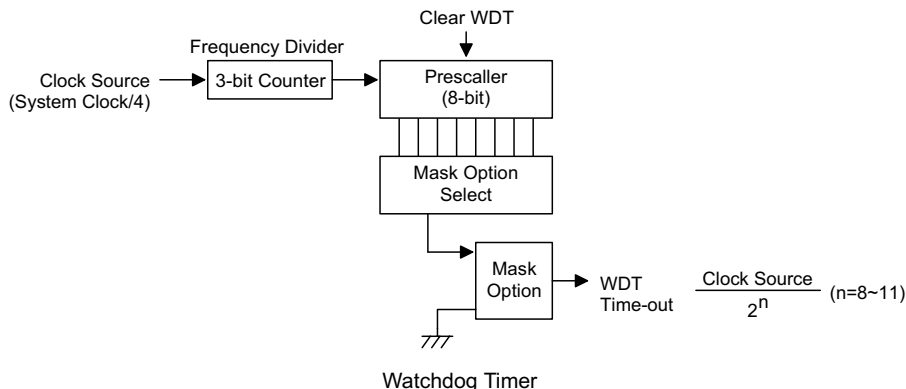 Clear WDT
Frequency Divider
Clock Source
(System Clock/4)
3-bit Counter
Prescaller
(8-bit)
Mask Option
Select
Mask
Option
WDT
Time-out
Clock Source
2^n
(n=8~11)
Watchdog Timer